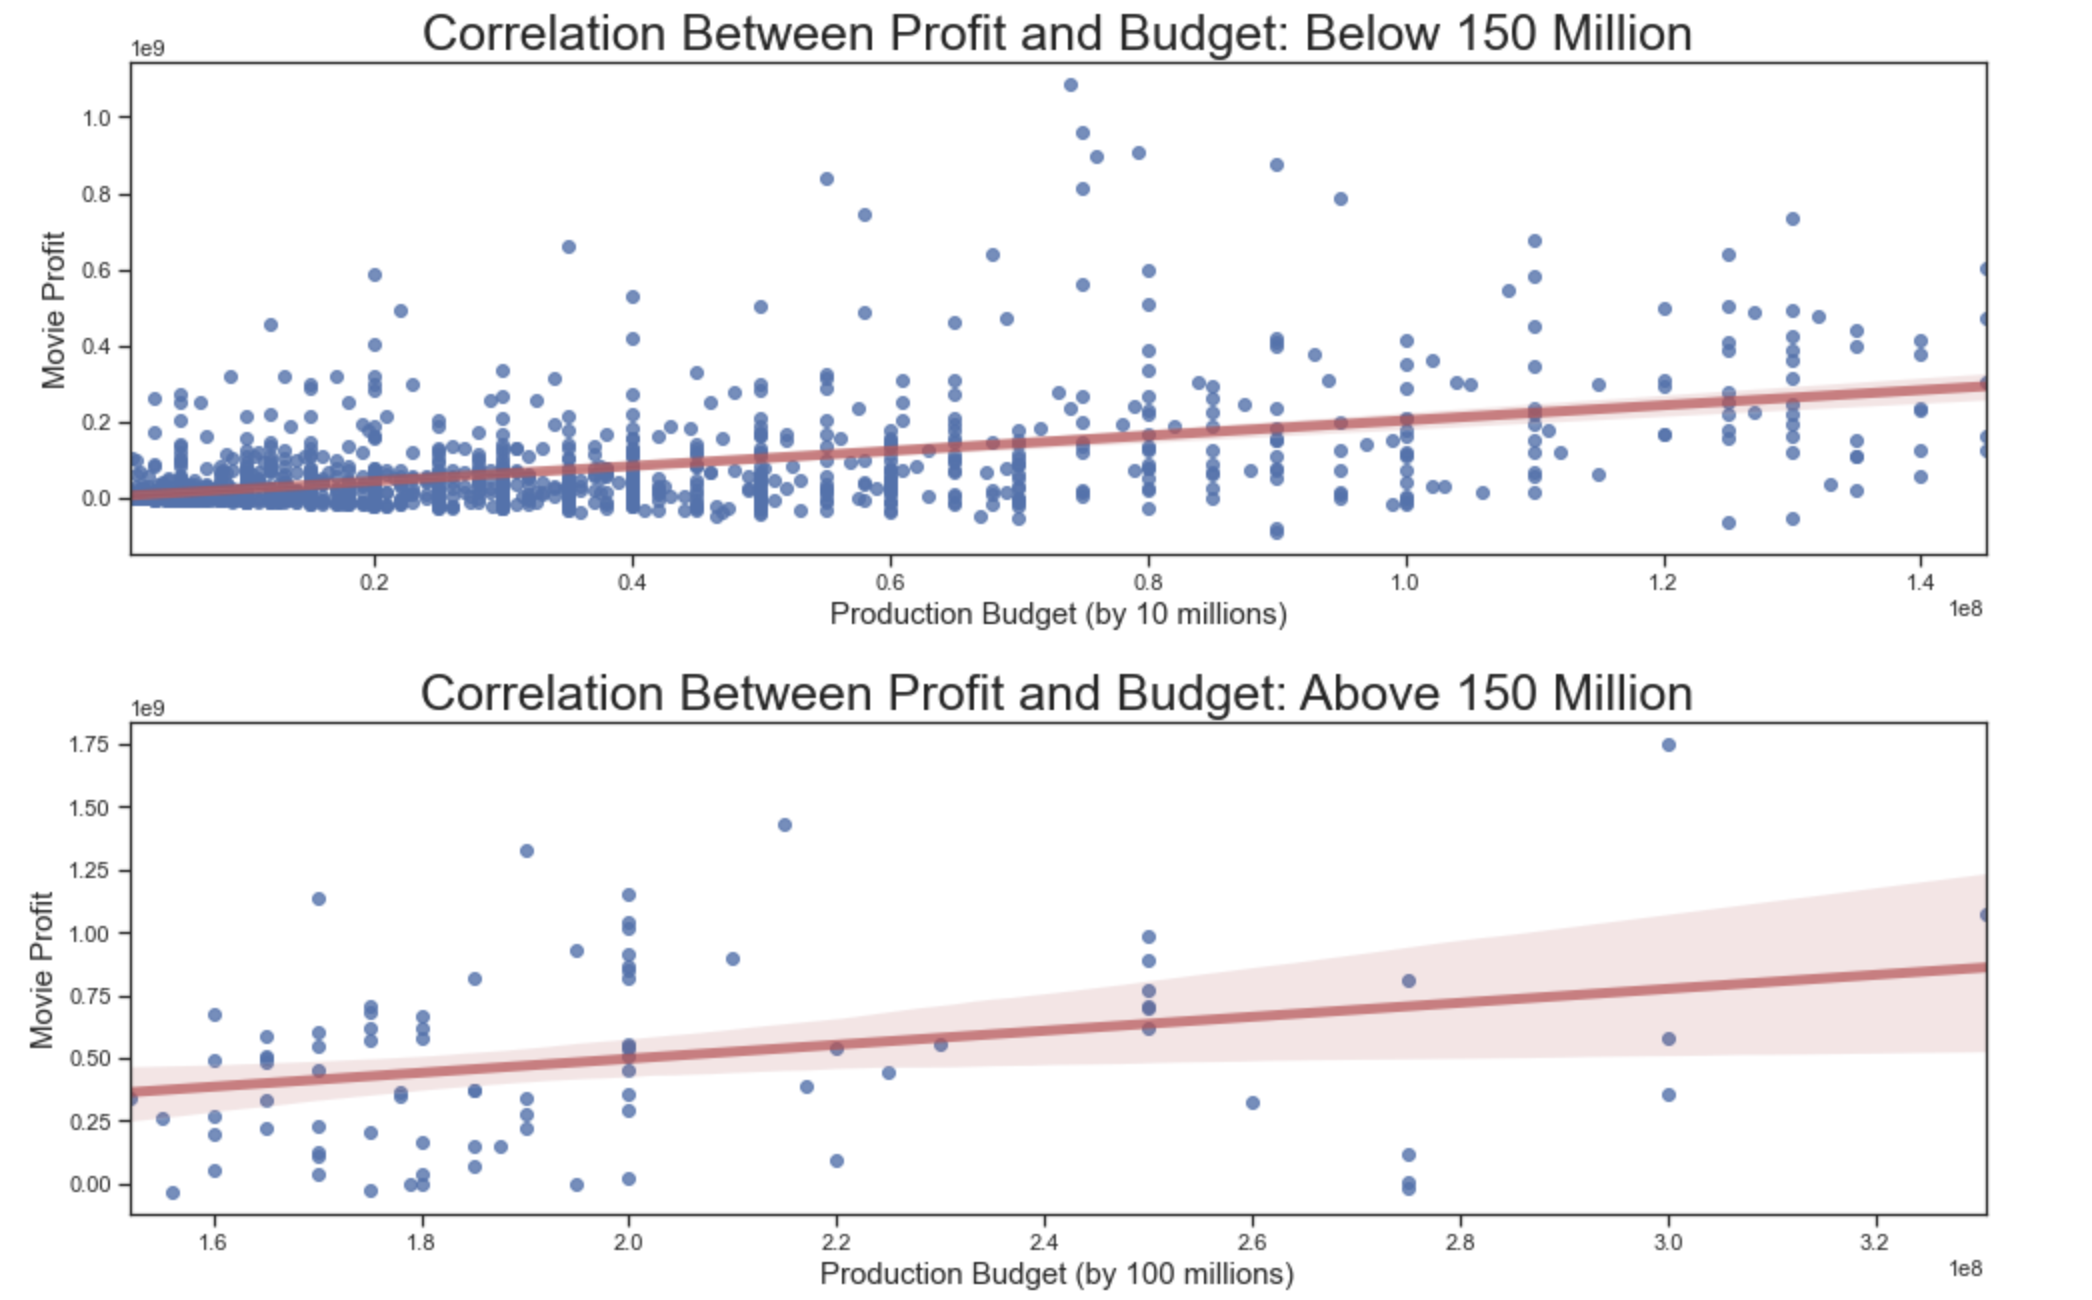 Correlation Between Profit and Budget: Below 150 Million
1e9
1.0
0.8
0.6
0.4
0.2
0.0
Movie Profit
0.2 0.4 0.6 0.8 1.0 1.2 1.4
1e8
Production Budget (by 10 millions)
Correlation Between Profit and Budget: Above 150 Million
1e9
1.75
1.50
1.25
1.00
0.75
0.50
0.25
0.00
Movie Profit
1.6 1.8 2.0 2.2 2.4 2.6 2.8 3.0 3.2
1e8
Production Budget (by 100 millions)